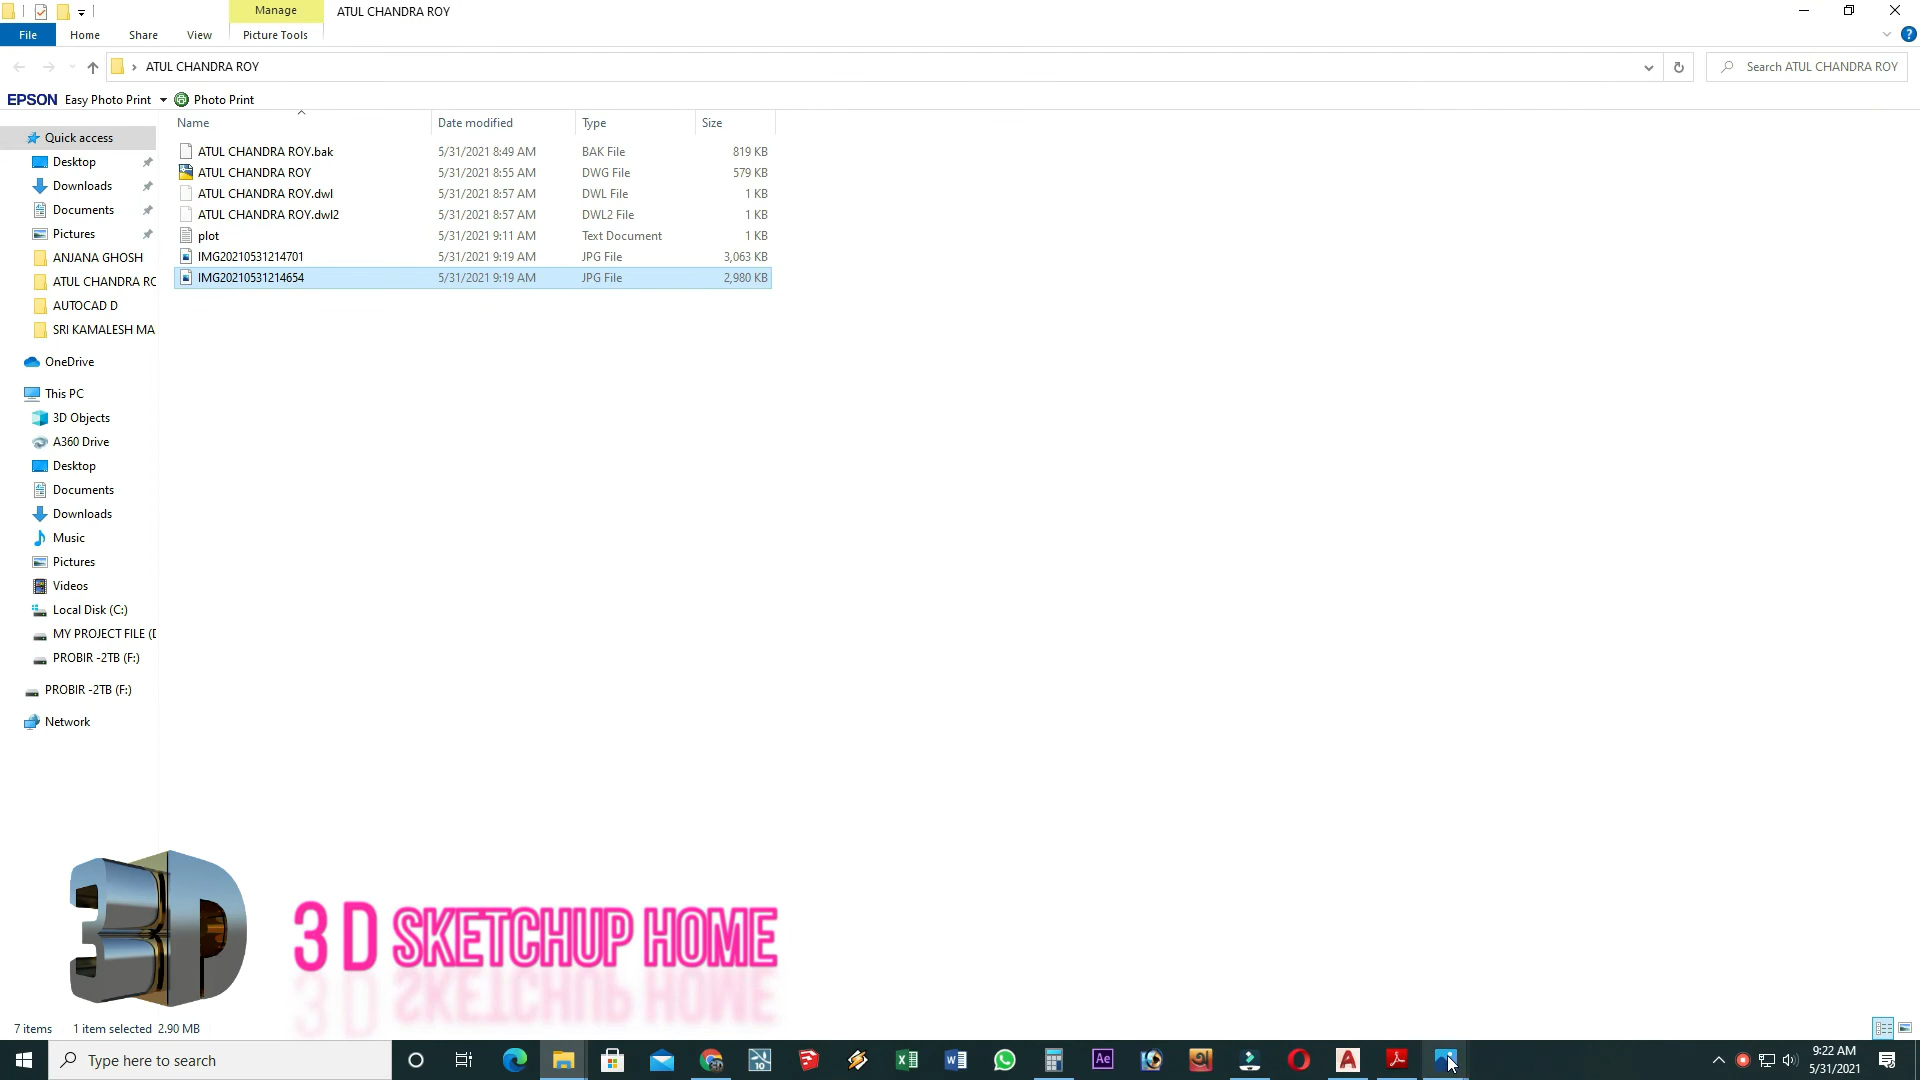 Manage
ATUL CHANDRA ROY
File
Home
Share
View
Picture Tools
ATUL CHANDRA ROY
Search ATUL CHANDRA ROY
EPSON Easy Photo Print
Photo Print
Name
Date modified
Type
Size
ATUL CHANDRA ROY.bak 5/31/2021 8:49 AM BAK File 819 KB
ATUL CHANDRA ROY 5/31/2021 8:55 AM DWG File 579 KB
ATUL CHANDRA ROY.dwl 5/31/2021 8:57 AM DWL File 1 KB
ATUL CHANDRA ROY.dwl2 5/31/2021 8:57 AM DWL2 File 1 KB
plot 5/31/2021 9:11 AM Text Document 1 KB
IMG20210531214701 5/31/2021 9:19 AM JPG File 3,063 KB
IMG20210531214654 5/31/2021 9:19 AM JPG File 2,980 KB
Quick access
Desktop
Downloads
Documents
Pictures
ANJANA GHOSH
ATUL CHANDRA RC
AUTOCAD D
SRI KAMALESH MA
OneDrive
This PC
3D Objects
A360 Drive
Desktop
Documents
Downloads
Music
Pictures
Videos
Local Disk (C:)
MY PROJECT FILE (D
PROBIR -2TB (F:)
PROBIR -2TB (F:)
Network
3D
3 D SKETCHUP HOME
7 items 1 item selected 2.90 MB
Type here to search
10
Ae
9:22 AM
5/31/2021